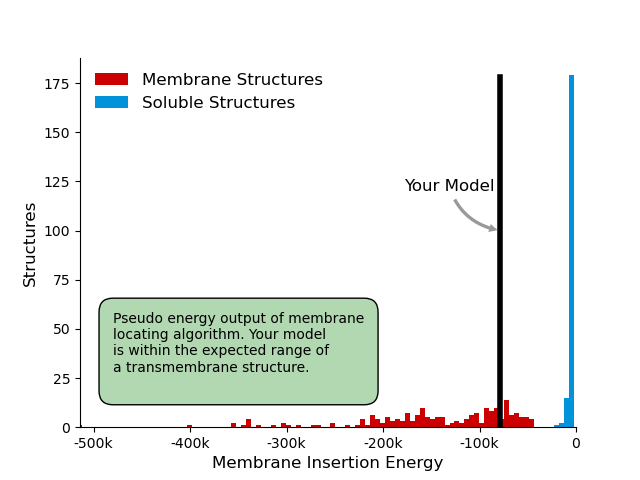 Membrane Structures
Soluble Structures
175
150
125
100
75
50
25
0
Structures
Your Model
Pseudo energy output of membrane
locating algorithm. Your model
is within the expected range of
a transmembrane structure.
-500k -400k -300k -200k -100k 0
Membrane Insertion Energy